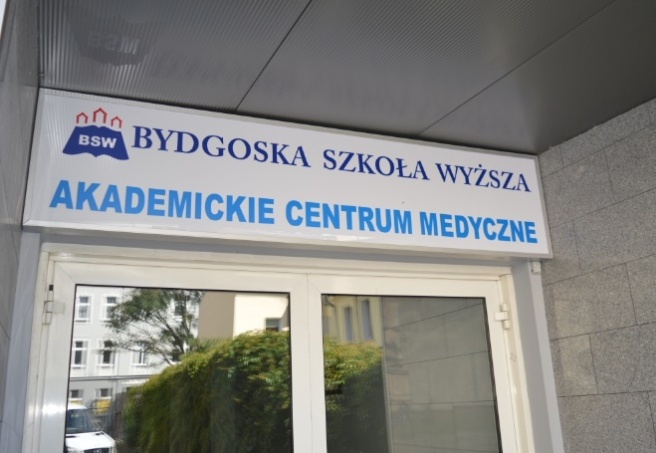 BSW BYDGOSKA SZKOŁA WYŻSZA
AKADEMICKIE CENTRUM MEDYCZNE